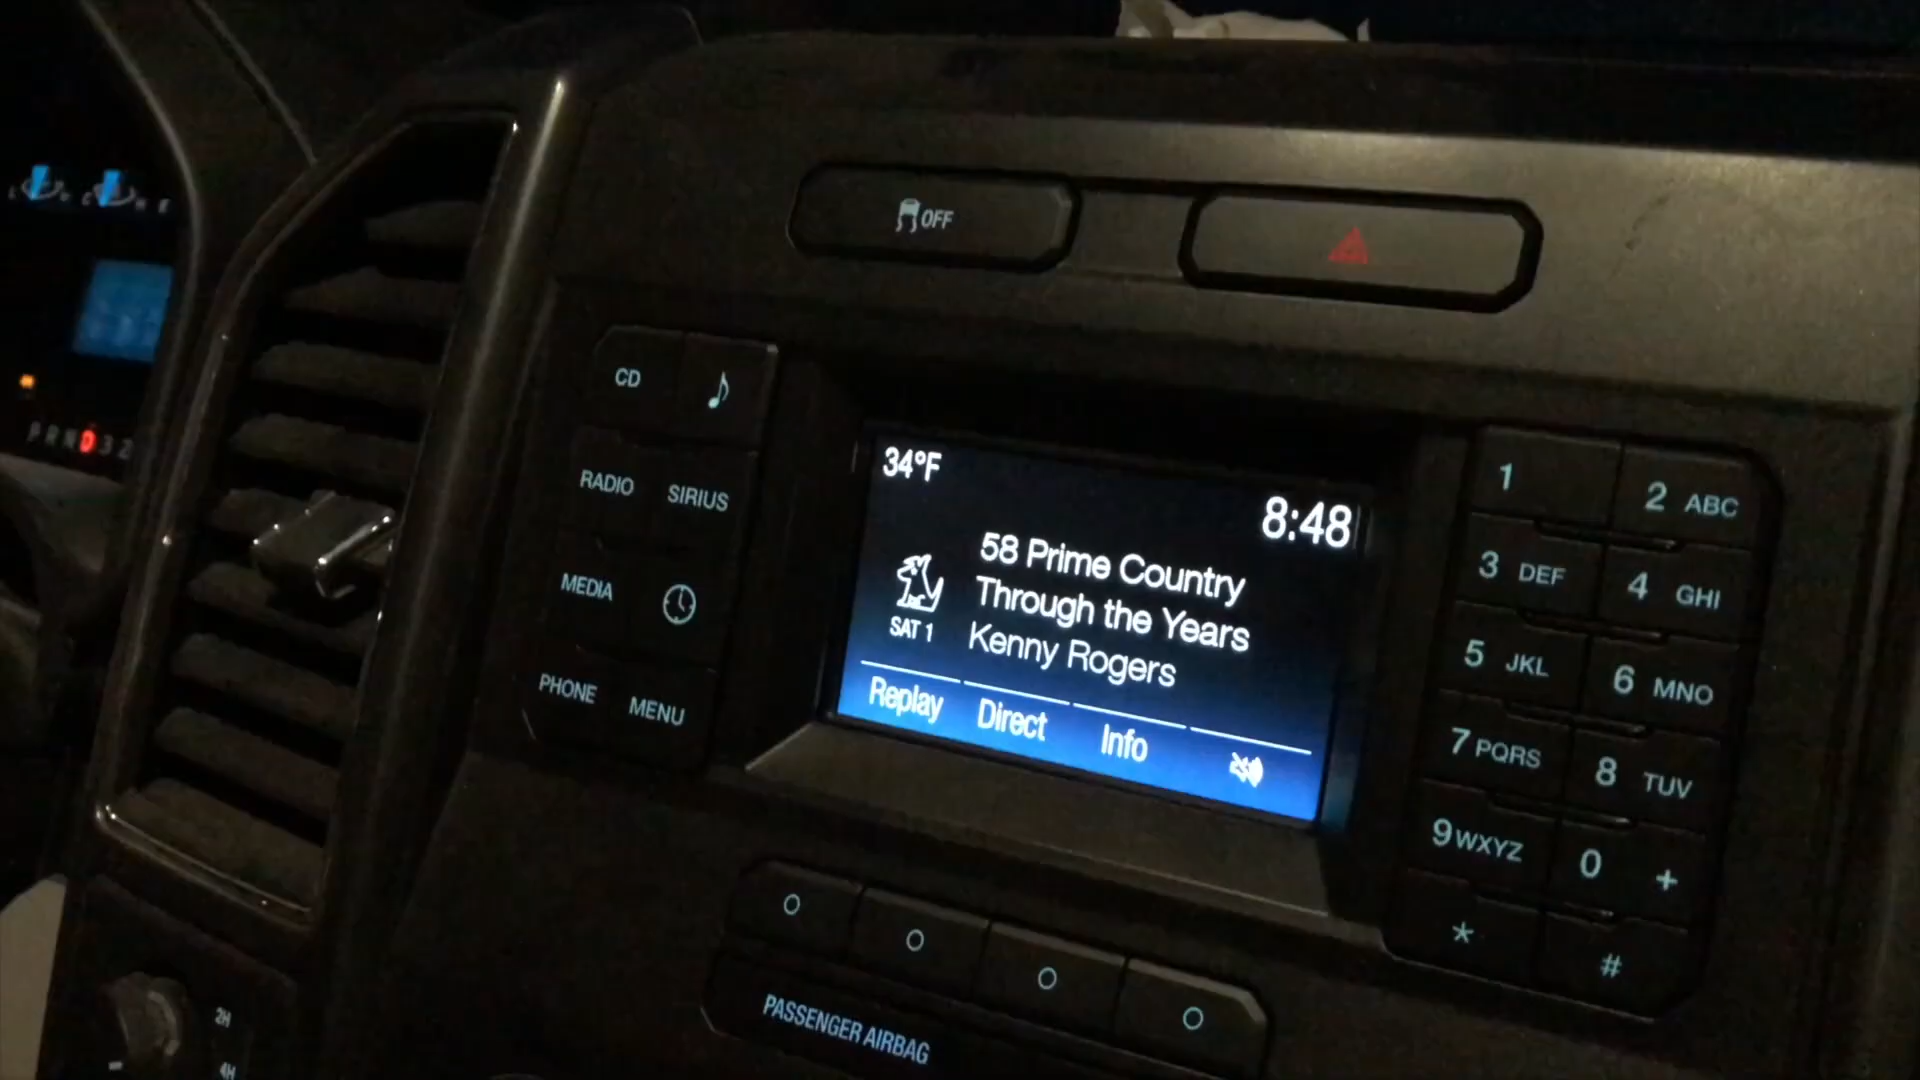 OFF
CD
RADIO SIRIUS
MEDIA
PHONE MENU
34°F
8:48
58 Prime Country
Through the Years
SAT 1
Kenny Rogers
Replay Direct Info
1
2 ABC
3 DEF
4 GHI
5 JKL
6 MNO
7 PQRS
8 TUV
9 WXYZ
0 +
*
#
PASSENGER AIRBAG
P R N D 3 2
2H
4H